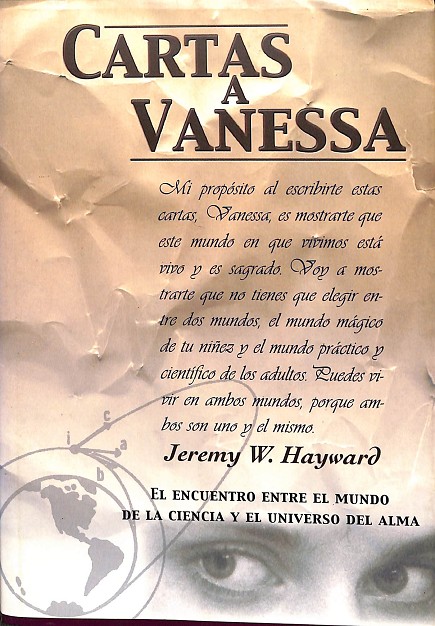 CARTAS
A
VANESSA
Mi propósito al escribirte estas
cartas, Vanessa, es mostrarte que
este mundo en que vivimos está
vivo y es sagrado. Voy a mos-
trarte que no tienes que elegir en-
tre dos mundos, el mundo mágico
de tu niñez y el mundo práctico y
científico de los adultos. Puedes vi-
vir en ambos mundos, porque am-
bos son uno y el mismo.
Jeremy W. Hayward
c
i
a
b
EL ENCUENTRO ENTRE EL MUNDO
DE LA CIENCIA Y EL UNIVERSO DEL ALMA